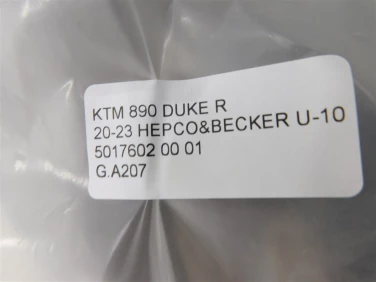 KTM 890 DUKE R
20-23 HEPCO&BECKER U-10
5017602 00 01
G.A207